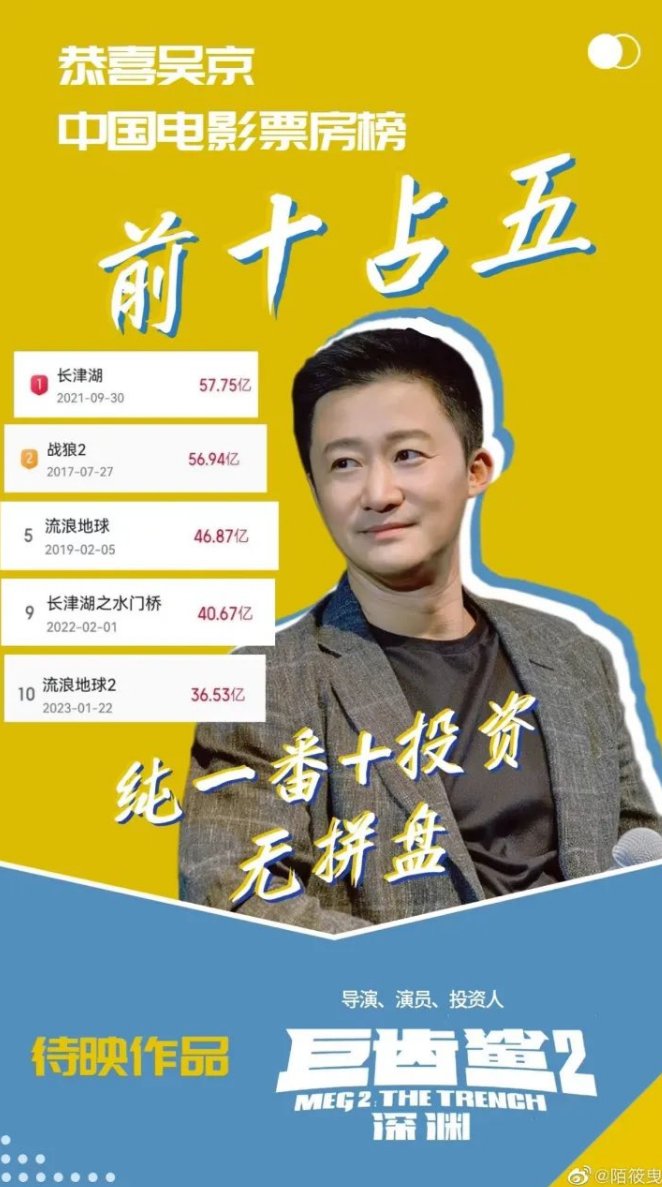 恭喜吴京
中国电影票房榜
前十占五
1 长津湖 57.75亿
2021-09-30
2 战狼2 56.94亿
2017-07-27
5 流浪地球 46.87亿
2019-02-05
9 长津湖之水门桥 40.67亿
2022-02-01
10 流浪地球2 36.53亿
2023-01-22
纯一番+投资
无拼盘
导演、演员、投资人
待映作品
巨齿鲨2
MEG 2: THE TRENCH
深渊
@陌筱曳